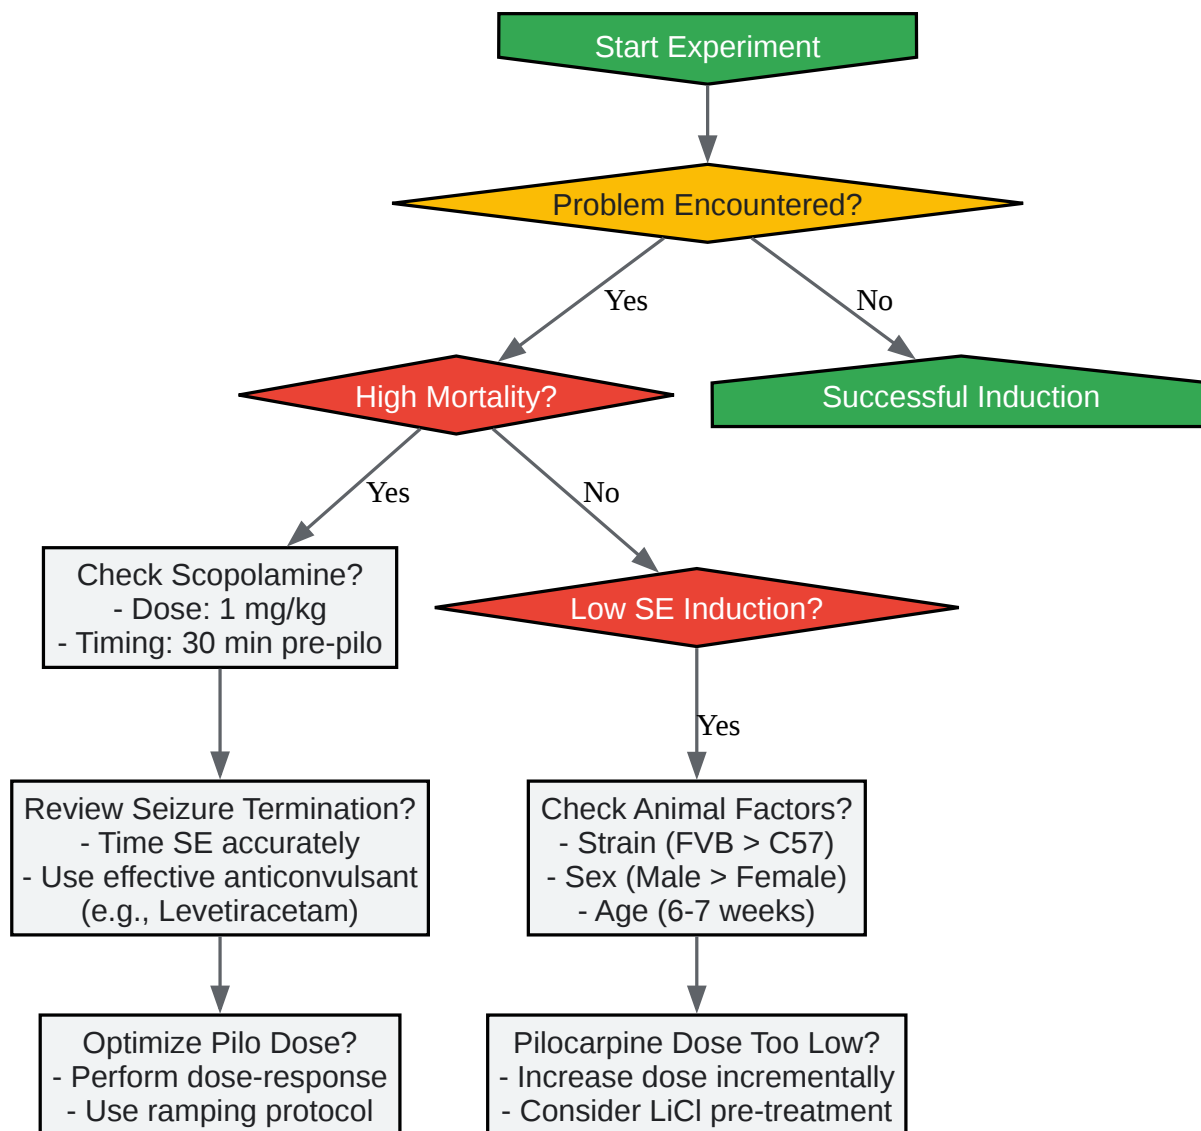 Start Experiment
Problem Encountered?
Yes
No
High Mortality?
Successful Induction
Yes
No
Check Scopolamine?
- Dose: 1 mg/kg
- Timing: 30 min pre-pilo
Low SE Induction?
Yes
Review Seizure Termination?
- Time SE accurately
- Use effective anticonvulsant
(e.g., Levetiracetam)
Check Animal Factors?
- Strain (FVB > C57)
- Sex (Male > Female)
- Age (6-7 weeks)
Optimize Pilo Dose?
- Perform dose-response
- Use ramping protocol
Pilocarpine Dose Too Low?
- Increase dose incrementally
- Consider LiCl pre-treatment